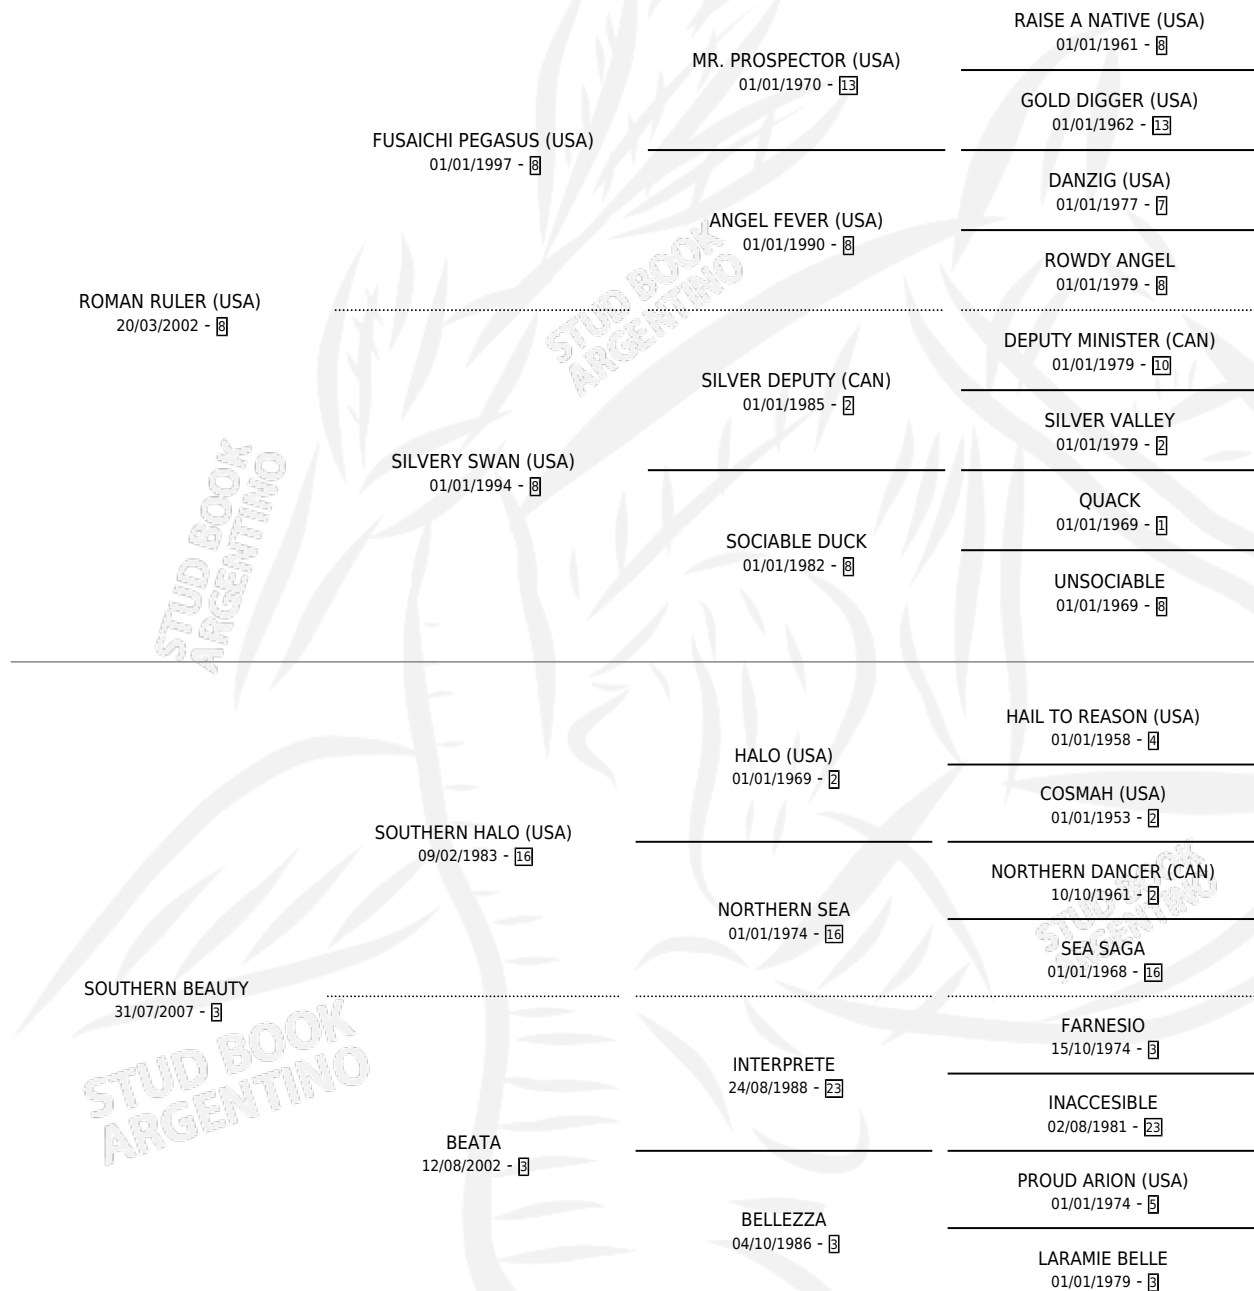 RAISE A NATIVE (USA)
01/01/1961 - 8
MR. PROSPECTOR (USA)
01/01/1970 - 13
GOLD DIGGER (USA)
01/01/1962 - 13
FUSAICHI PEGASUS (USA)
01/01/1997 - 8
DANZIG (USA)
01/01/1977 - 7
ANGEL FEVER (USA)
01/01/1990 - 8
ROWDY ANGEL
01/01/1979 - 8
ROMAN RULER (USA)
20/03/2002 - 8
DEPUTY MINISTER (CAN)
01/01/1979 - 10
SILVER DEPUTY (CAN)
01/01/1985 - 2
SILVER VALLEY
01/01/1979 - 2
SILVERY SWAN (USA)
01/01/1994 - 8
QUACK
01/01/1969 - 1
SOCIABLE DUCK
01/01/1982 - 8
UNSOCIABLE
01/01/1969 - 8
HAIL TO REASON (USA)
01/01/1958 - 4
HALO (USA)
01/01/1969 - 2
COSMAH (USA)
01/01/1953 - 2
SOUTHERN HALO (USA)
09/02/1983 - 16
NORTHERN DANCER (CAN)
10/10/1961 - 2
NORTHERN SEA
01/01/1974 - 16
SEA SAGA
01/01/1968 - 16
SOUTHERN BEAUTY
31/07/2007 - 3
FARNESIO
15/10/1974 - 3
INTERPRETE
24/08/1988 - 23
INACCESIBLE
02/08/1981 - 23
BEATA
12/08/2002 - 3
PROUD ARION (USA)
01/01/1974 - 5
BELLEZZA
04/10/1986 - 3
LARAMIE BELLE
01/01/1979 - 3
STUD BOOK
ARGENTINO
STUD BOOK
ARGENTINO
STUD BOOK
ARGENTINO
STUD BOOK
ARGENTINO